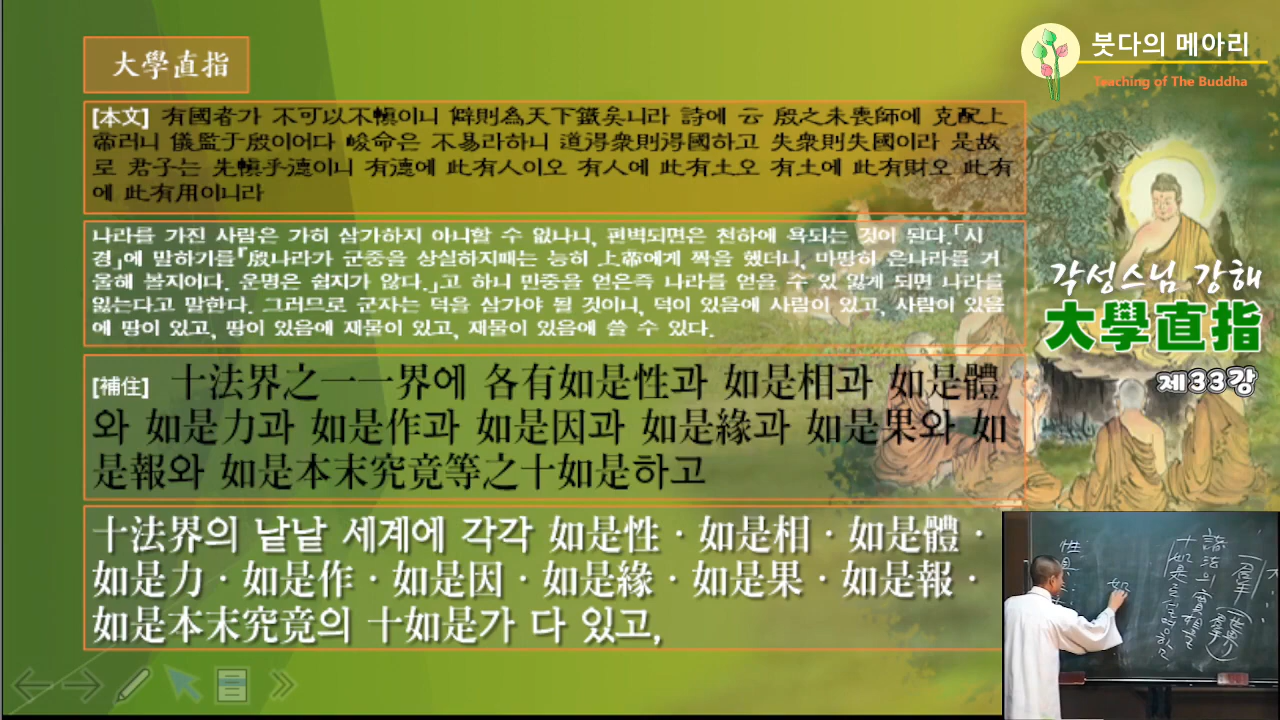 大學直指
붓다의 메아리
Teaching of The Buddha
[本文] 有國者가 不可以不愼이니 僻則爲天下僇矣니라 詩에 云 殷之未喪師에 克配上
帝러니 儀監于殷이어다 峻命은 不易라하니 道得衆則得國하고 失衆則失國이라 是故
로 君子는 先愼乎德이니 有德에 此有人이오 有人에 此有土오 有土에 此有財오 此有
에 此有用이니라
나라를 가진 사람은 가히 삼가하지 아니할 수 없나니, 편벽되면은 천하에 욕되는 것이 된다.「시
경」에 말하기를『殷나라가 군중을 상실하지때는 능히 上帝에게 짝을 했더니, 마땅히 은나라를 거
울해 볼지어다. 운명은 쉽지가 않다.」고 하니 민중을 얻은즉 나라를 얻을 수 있 잃게 되면 나라를
잃는다고 말한다. 그러므로 군자는 덕을 삼가야 될 것이니, 덕이 있음에 사람이 있고, 사람이 있음
에 땅이 있고, 땅이 있음에 재물이 있고, 재물이 있음에 쓸 수 있다.
[補住] 十法界之一一界에 各有如是性과 如是相과 如是體
와 如是力과 如是作과 如是因과 如是緣과 如是果와 如
是報와 如是本末究竟等之十如是하고
十法界의 낱낱 세계에 각각 如是性·如是相·如是體·
如是力·如是作·如是因·如是緣·如是果·如是報·
如是本末究竟의 十如是가 다 있고,
각성스님 강해
大學直指
제33강